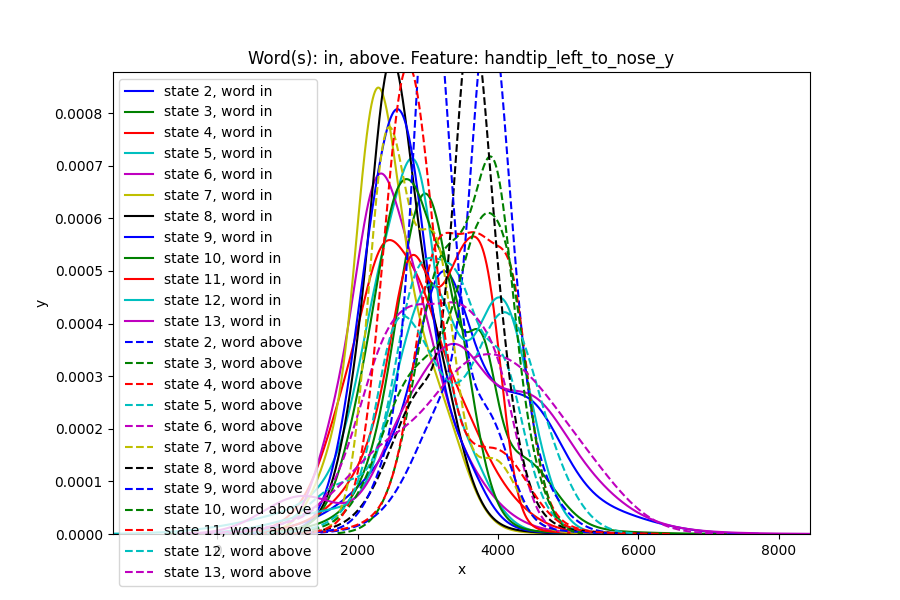 Word(s): in, above. Feature: handtip_left_to_nose_y
y
0.0008
0.0007
0.0006
0.0005
0.0004
0.0003
0.0002
0.0001
0.0000
state 2, word in
state 3, word in
state 4, word in
state 5, word in
state 6, word in
state 7, word in
state 8, word in
state 9, word in
state 10, word in
state 11, word in
state 12, word in
state 13, word in
state 2, word above
state 3, word above
state 4, word above
state 5, word above
state 6, word above
state 7, word above
state 8, word above
state 9, word above
state 10, word above
state 11, word above
state 12, word above
state 13, word above
2000 4000 6000 8000
x